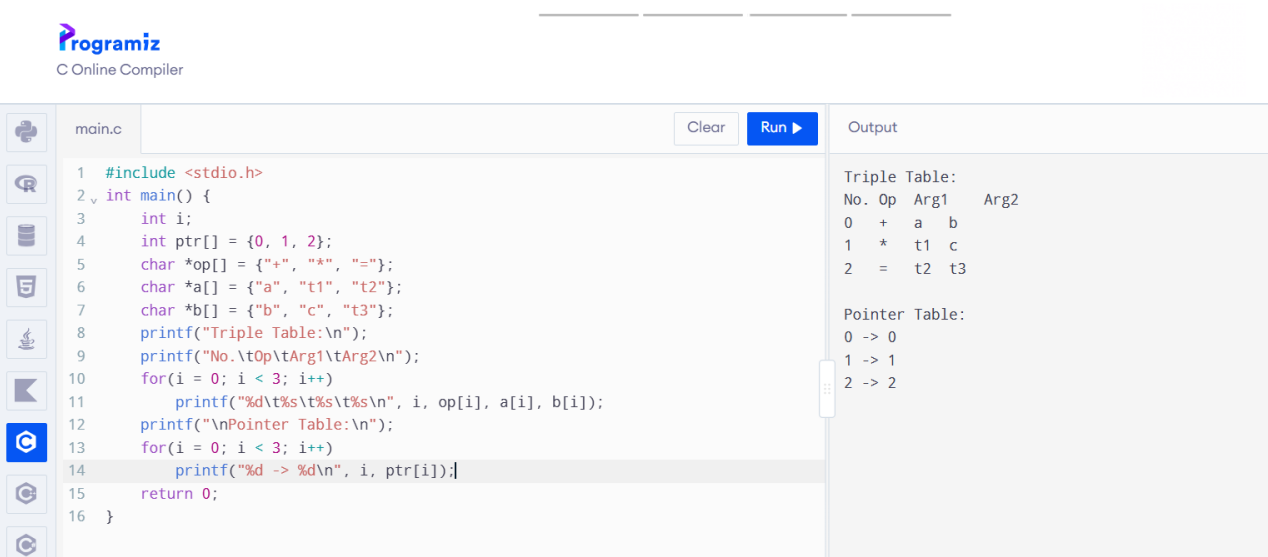 Programiz
C Online Compiler
main.c
Clear
Run
Output
1 #include <stdio.h>
2 int main() {
3     int i;
4     int ptr[] = {0, 1, 2};
5     char *op[] = {"+", "*", "="};
6     char *a[] = {"a", "t1", "t2"};
7     char *b[] = {"b", "c", "t3"};
8     printf("Triple Table:\n");
9     printf("No.\tOp\tArg1\tArg2\n");
10     for(i = 0; i < 3; i++)
11         printf("%d\t%s\t%s\t%s\n", i, op[i], a[i], b[i]);
12     printf("\nPointer Table:\n");
13     for(i = 0; i < 3; i++)
14         printf("%d -> %d\n", i, ptr[i]);
15     return 0;
16 }
Triple Table:
No. Op  Arg1    Arg2
0   +   a   b
1   *   t1  c
2   =   t2  t3
Pointer Table:
0 -> 0
1 -> 1
2 -> 2